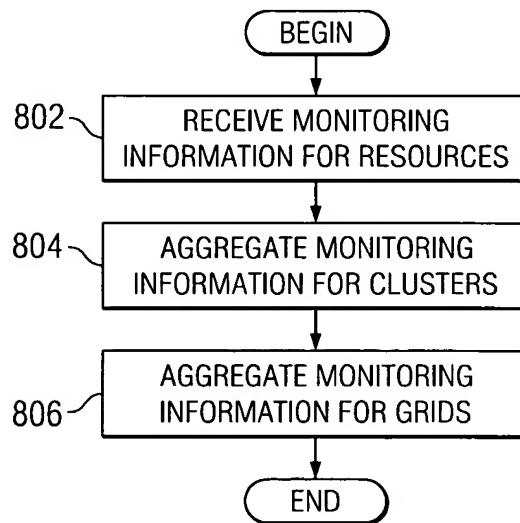 BEGIN
802
RECEIVE MONITORING
INFORMATION FOR RESOURCES
804
AGGREGATE MONITORING
INFORMATION FOR CLUSTERS
806
AGGREGATE MONITORING
INFORMATION FOR GRIDS
END